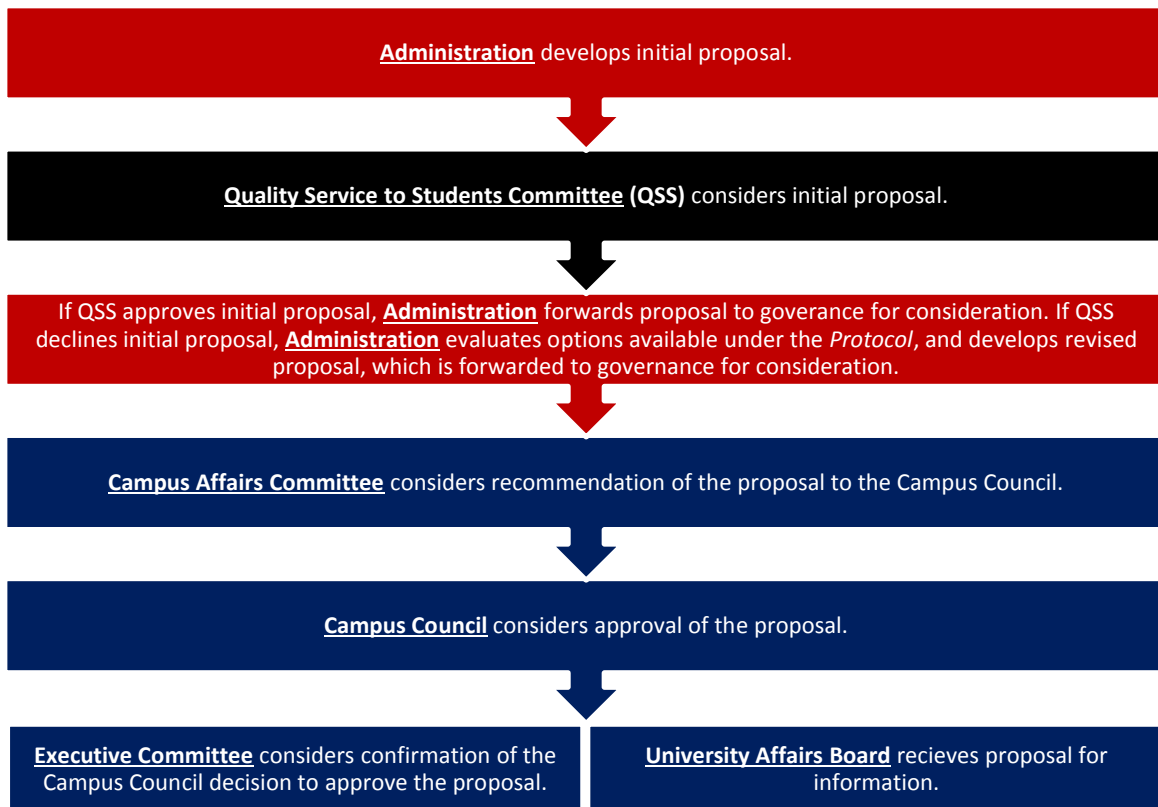 Administration develops initial proposal.
Quality Service to Students Committee (QSS) considers initial proposal.
If QSS approves initial proposal, Administration forwards proposal to goverance for consideration. If QSS
declines initial proposal, Administration evaluates options available under the Protocol, and develops revised
proposal, which is forwarded to governance for consideration.
Campus Affairs Committee considers recommendation of the proposal to the Campus Council.
Campus Council considers approval of the proposal.
Executive Committee considers confirmation of the
Campus Council decision to approve the proposal.
University Affairs Board recieves proposal for
information.